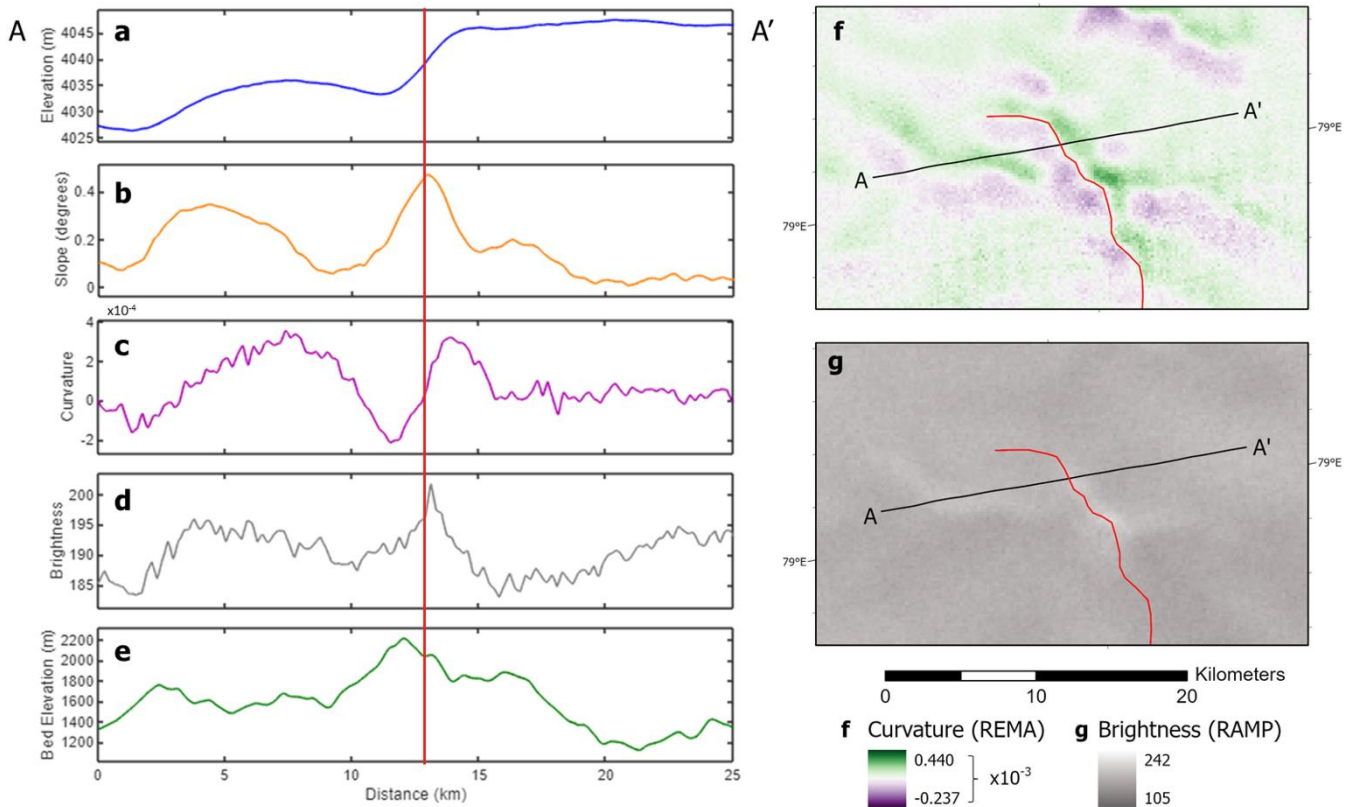 A
A′
a
Elevation (m)
4045
4040
4035
4030
4025
b
Slope (degrees)
0.4
0.2
0
c
x10⁻⁴
Curvature
4
2
0
-2
d
Brightness
200
195
190
185
e
Bed Elevation (m)
2200
2000
1800
1600
1400
1200
0 5 10 15 20 25
Distance (km)
f
A
A'
79°E
79°E
g
A
A'
79°E
79°E
Kilometers
0 10 20
f Curvature (REMA)
0.440
x10⁻³
-0.237
g Brightness (RAMP)
242
105